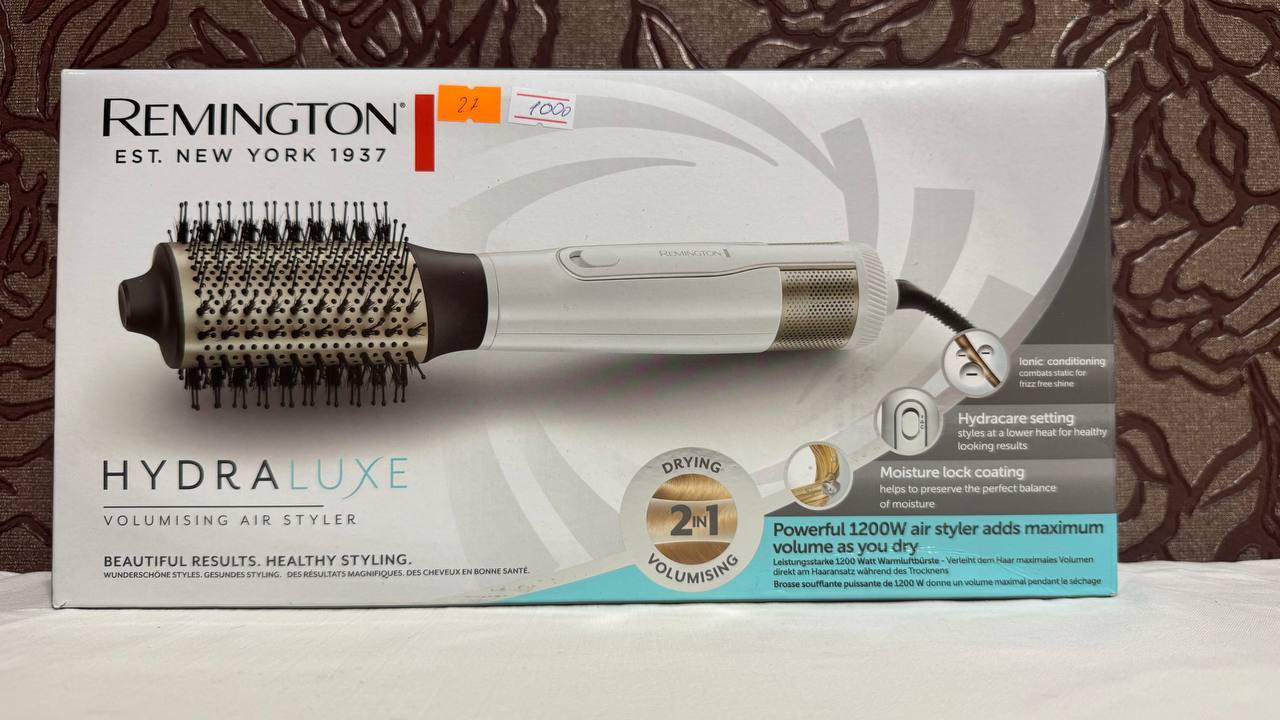 REMINGTON®
EST. NEW YORK 1937
27
1000
REMINGTON
HYDRALUXE
VOLUMISING AIR STYLER
BEAUTIFUL RESULTS. HEALTHY STYLING.
WUNDERSCHÖNE STYLES. GESUNDES STYLING. DES RÉSULTATS MAGNIFIQUES. DES CHEVEUX EN BONNE SANTÉ.
DRYING
2IN1
VOLUMISING
Ionic conditioning
combats static for
frizz free shine
Hydracare setting
styles at a lower heat for healthy
looking results
Moisture lock coating
helps to preserve the perfect balance
of moisture
Powerful 1200W air styler adds maximum
volume as you dry
Leistungsstarke 1200 Watt Warmluftbürste - Verleiht dem Haar maximales Volumen
direkt am Haaransatz während des Trocknens
Brosse soufflante puissante de 1200 W donne un volume maximal pendant le séchage